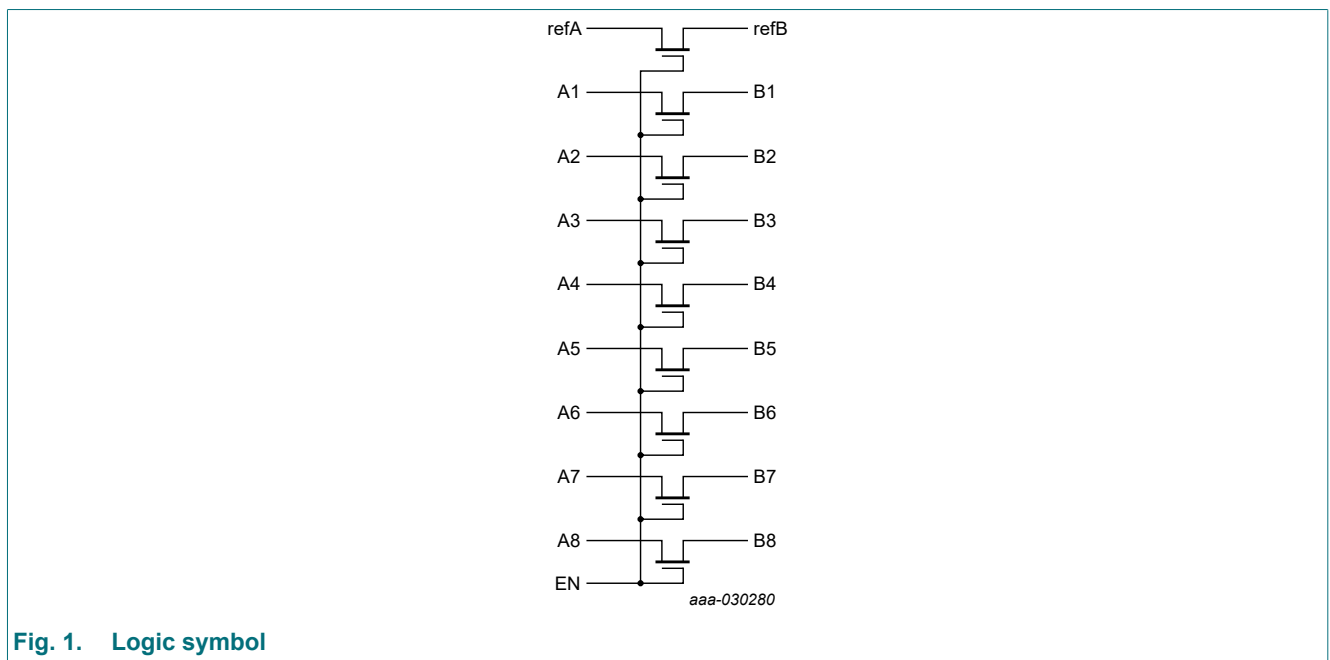 refA refB
A1 B1
A2 B2
A3 B3
A4 B4
A5 B5
A6 B6
A7 B7
A8 B8
EN
aaa-030280
Fig. 1. Logic symbol